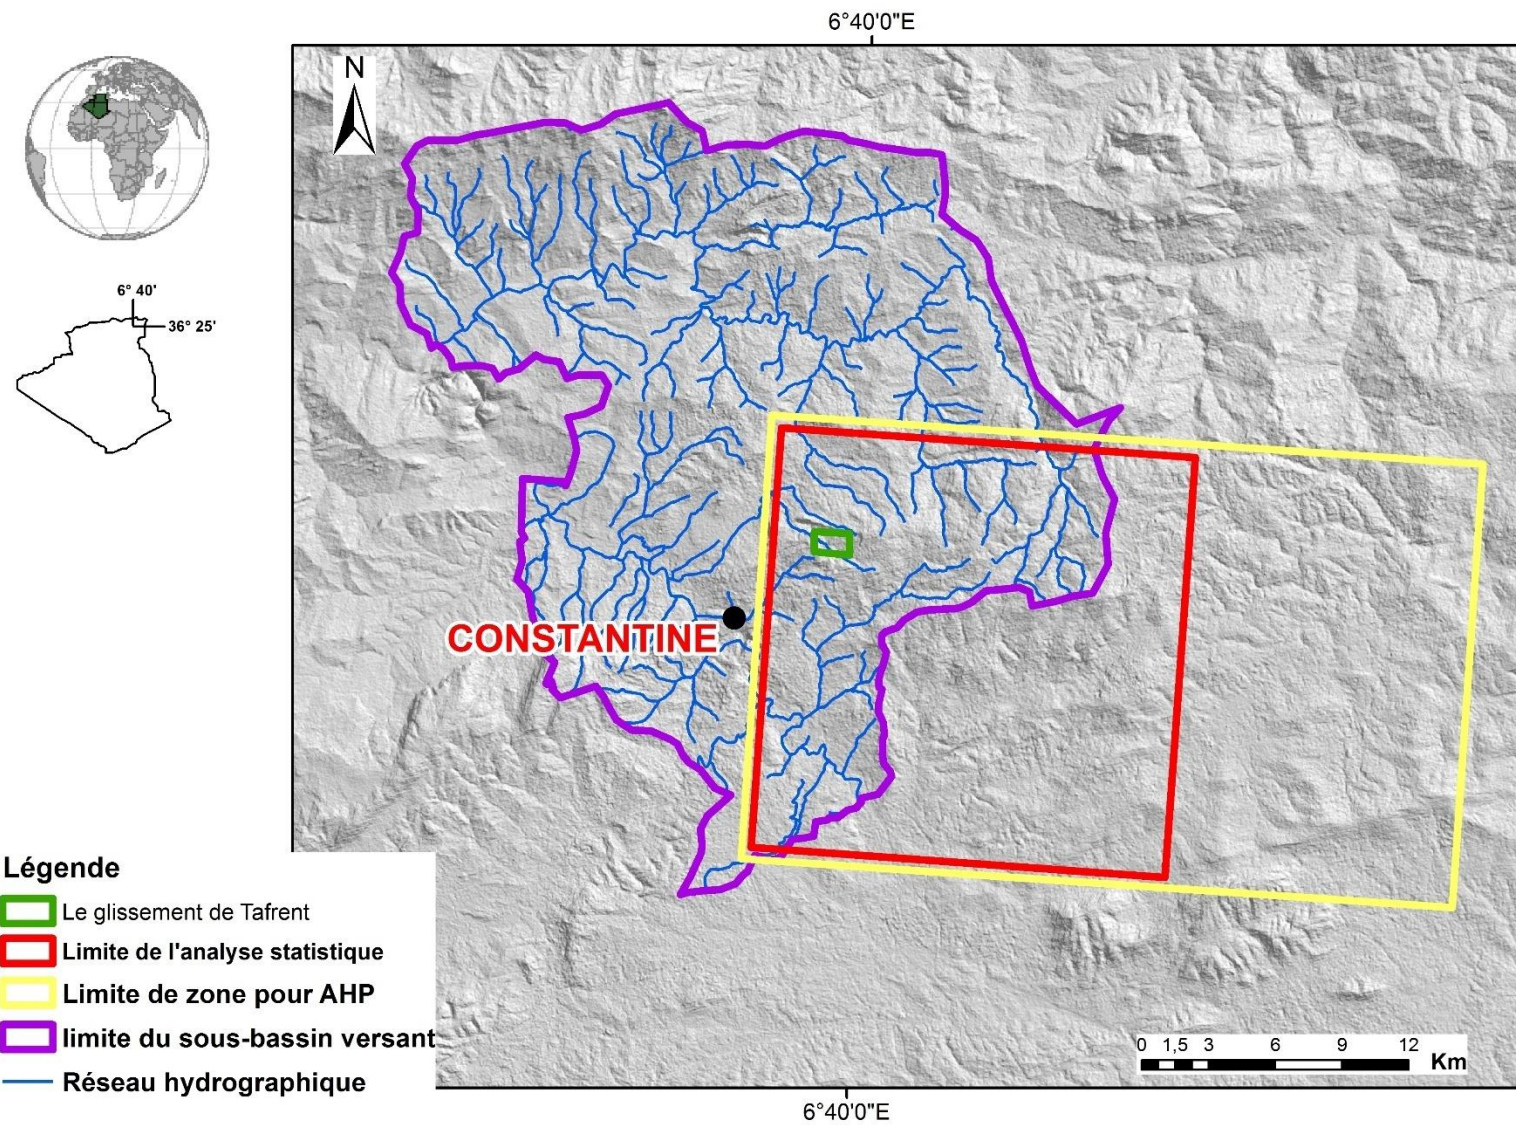 6°40'0"E
N
6° 40'
36° 25'
CONSTANTINE
Légende
Le glissement de Tafrent
Limite de l'analyse statistique
Limite de zone pour AHP
limite du sous-bassin versant
Réseau hydrographique
0 1,5 3 6 9 12
Km
6°40'0"E